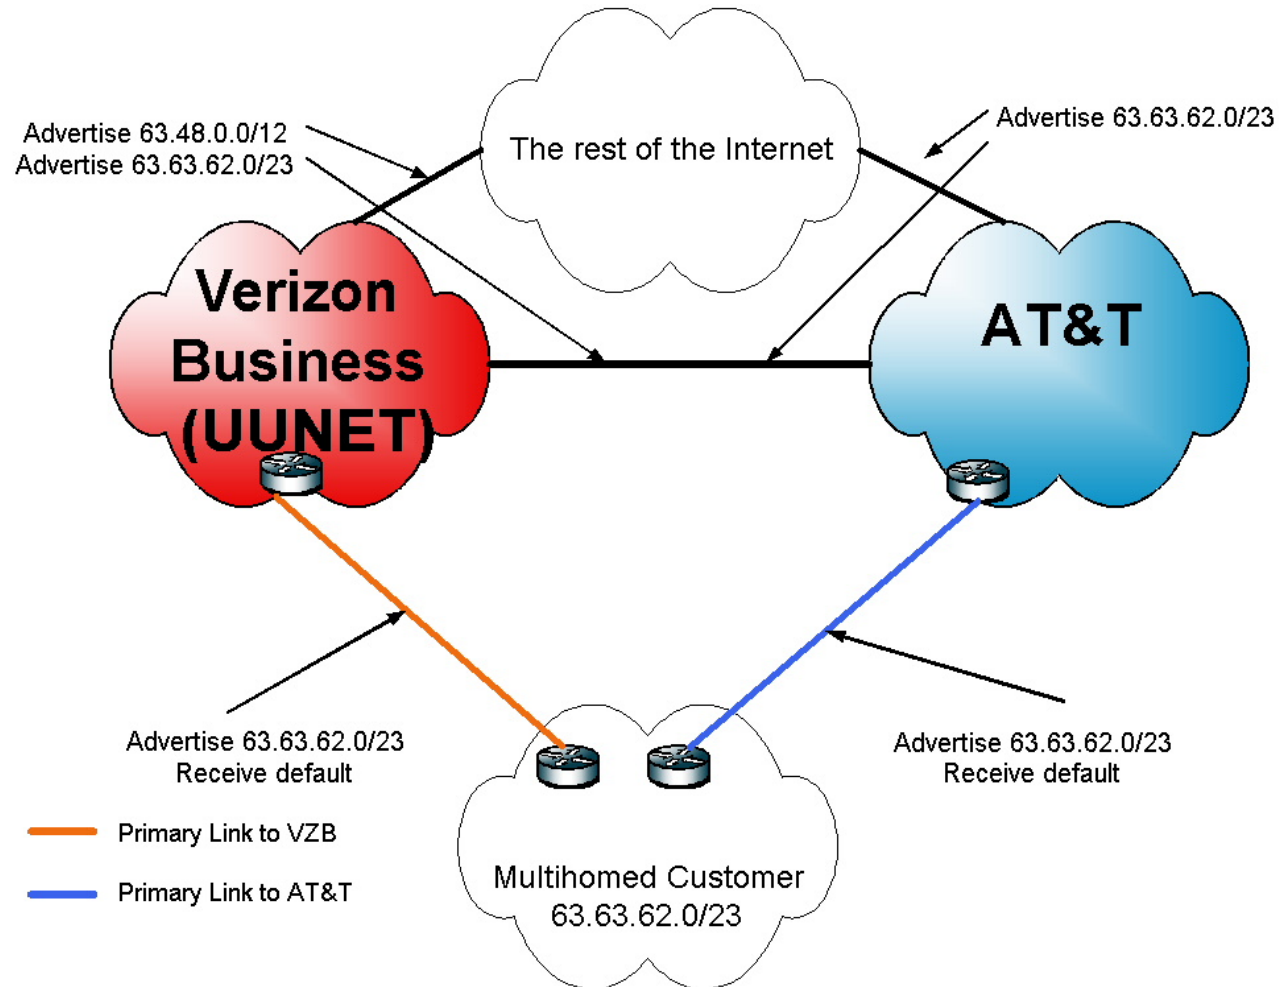 The rest of the Internet
Advertise 63.48.0.0/12
Advertise 63.63.62.0/23
Advertise 63.63.62.0/23
Verizon
Business
(UUNET)
AT&T
Advertise 63.63.62.0/23
Receive default
Advertise 63.63.62.0/23
Receive default
Primary Link to VZB
Primary Link to AT&T
Multihomed Customer
63.63.62.0/23